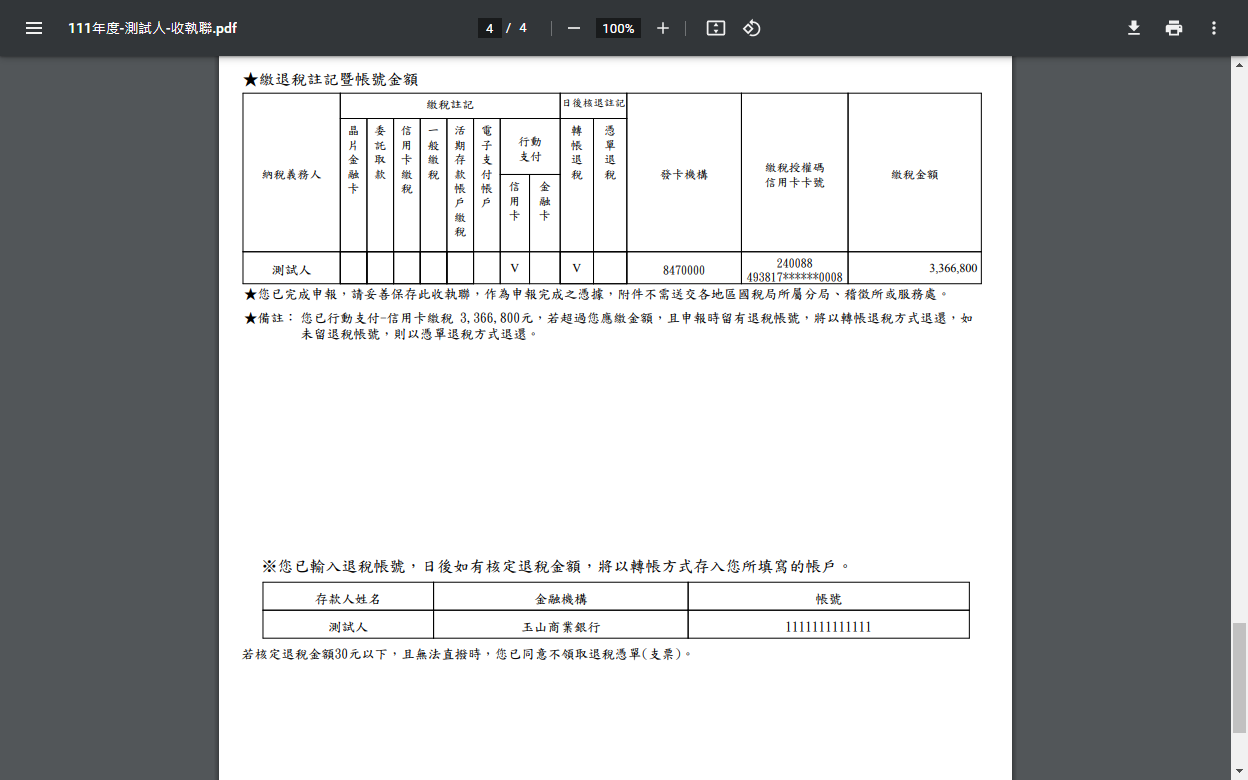 111年度-測試人-收執聯.pdf
4 / 4
100%
★繳退稅註記暨帳號金額
納稅義務人
繳稅註記
日後核退註記
晶片金融卡
委託取款
信用卡繳稅
一般繳稅
活期存款帳戶繳稅
電子支付帳戶
行動支付
信用卡
金融卡
轉帳退稅
憑單退稅
發卡機構
繳稅授權碼
信用卡卡號
繳稅金額
測試人
V
V
8470000
240088
493817******0008
3,366,800
★您已完成申報，請妥善保存此收執聯，作為申報完成之憑據，附件不需送交各地區國稅局所屬分局、稽徵所或服務處。
★備註： 您已行動支付-信用卡繳稅 3,366,800元，若超過您應繳金額，且申報時留有退稅帳號，將以轉帳退稅方式退還，如
未留退稅帳號，則以憑單退稅方式退還。
※您已輸入退稅帳號，日後如有核定退稅金額，將以轉帳方式存入您所填寫的帳戶。
存款人姓名 金融機構 帳號
測試人 玉山商業銀行 1111111111111
若核定退稅金額30元以下，且無法直撥時，您已同意不領取退稅憑單(支票)。